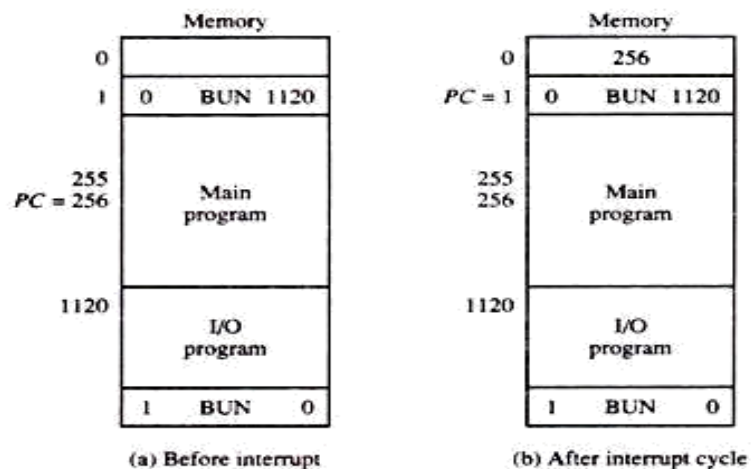 Memory
0
1 0 BUN 1120
255
PC = 256
Main
program
1120
I/O
program
1 BUN 0
(a) Before interrupt
Memory
0 256
PC = 1 0 BUN 1120
255
256
Main
program
1120
I/O
program
1 BUN 0
(b) After interrupt cycle